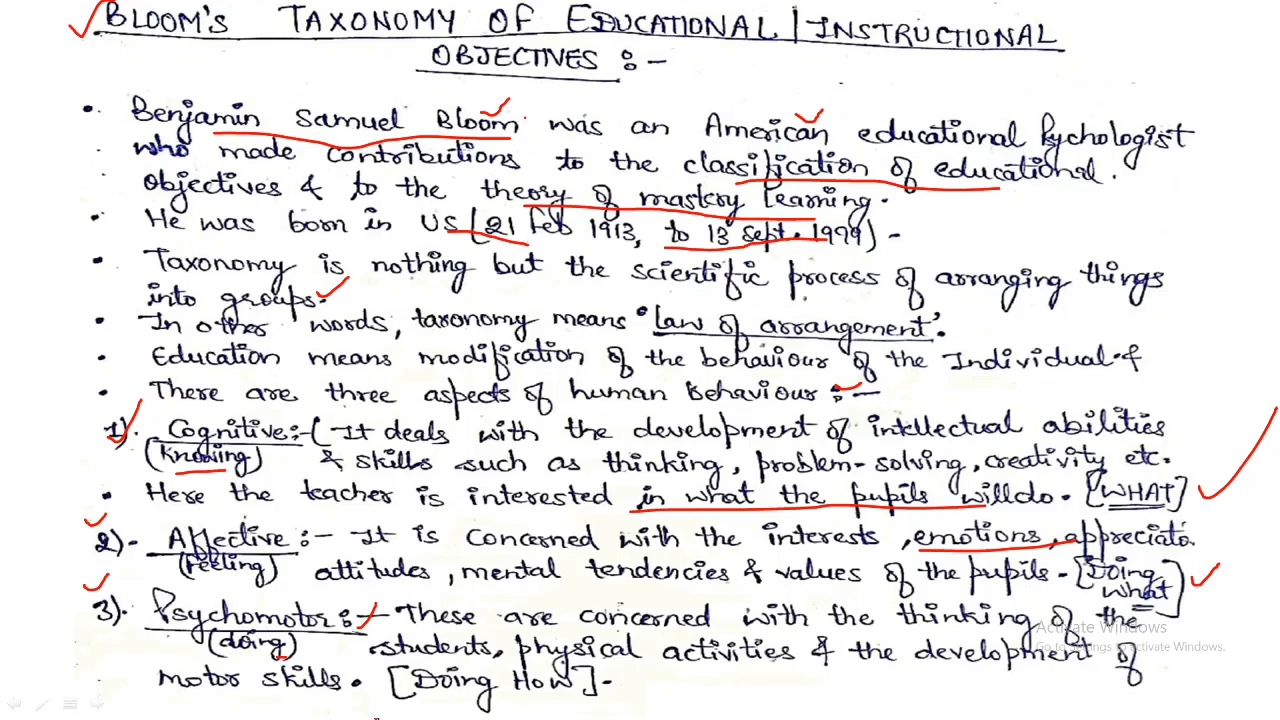 BLOOM'S TAXONOMY OF EDUCATIONAL | INSTRUCTIONAL
OBJECTIVES :-
• Benjamin Samuel Bloom was an American educational Psychologist
who made contributions to the classification of educational.
objectives & to the theory of mastery learning.
• He was born in US (21 Feb 1913, to 13 Sept. 1999) -
• Taxonomy is nothing but the scientific process of arranging things
into groups.
• In other words, taxonomy means "Law of arrangement".
• Education means modification of the behaviour of the Individual.
• There are three aspects of human Behaviour :-
1). Cognitive:- (It deals with the development of intellectual abilities
(Knowing) & skills such as thinking, problem-solving, creativity etc.
• Here the teacher is interested in what the pupils will do. [WHAT]
2)- Affective :- It is concerned with the interests, emotions, appreciato.
(Feeling) attitudes, mental tendencies & values of the pupils - [Doing
What]
3). Psychomotor :- These are concerned with the thinking of the
(doing) students, physical activities & the development of
motor skills. [Doing HOW].-
Activate Windows
Go to Settings to activate Windows.